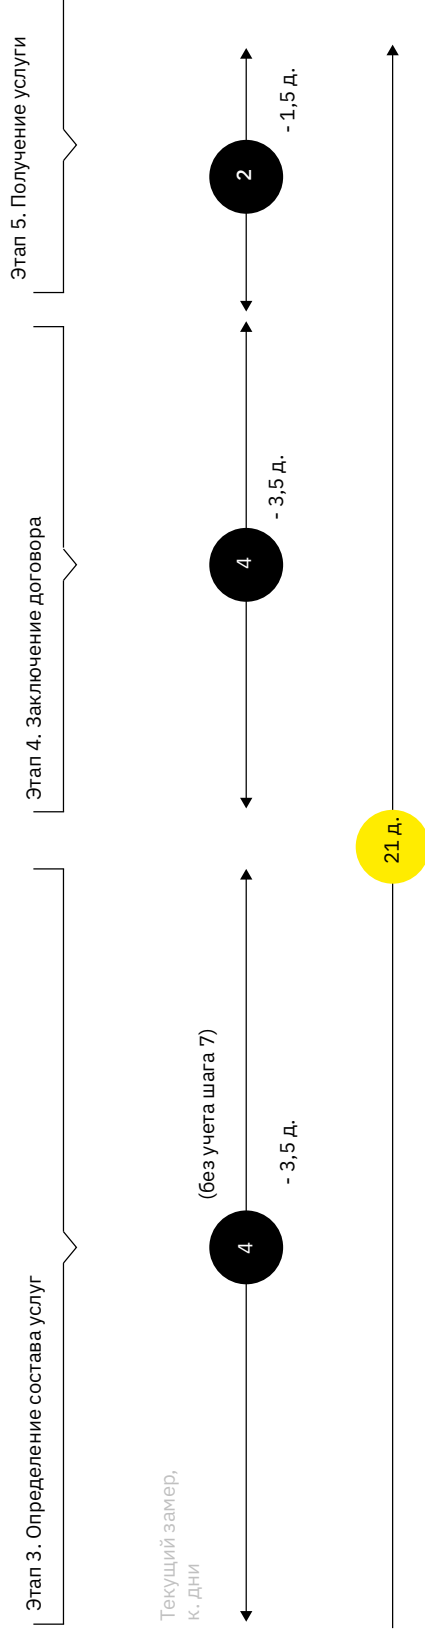 Этап 3. Определение состава услуг
Этап 4. Заключение договора
Этап 5. Получение услуги
Текущий замер,
к. дни
(без учета шага 7)
4
- 3,5 д.
4
- 3,5 д.
2
- 1,5 д.
21 д.